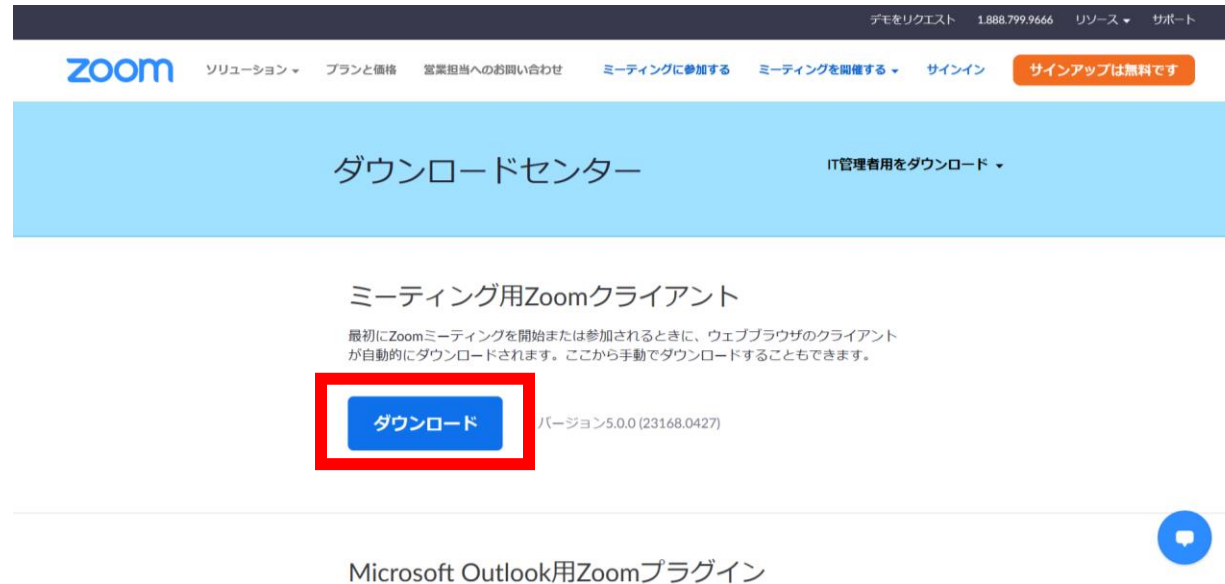 デモをリクエスト 1.888.799.9666 リソース サポート
zoom ソリューション プランと価格 営業担当へのお問い合わせ ミーティングに参加する ミーティングを開催する サインイン サインアップは無料です
ダウンロードセンター IT管理者用をダウンロード
ミーティング用Zoomクライアント
最初にZoomミーティングを開始または参加されるときに、ウェブブラウザのクライアント
が自動的にダウンロードされます。ここから手動でダウンロードすることもできます。
ダウンロード バージョン5.0.0 (23168.0427)
Microsoft Outlook用Zoomプラグイン